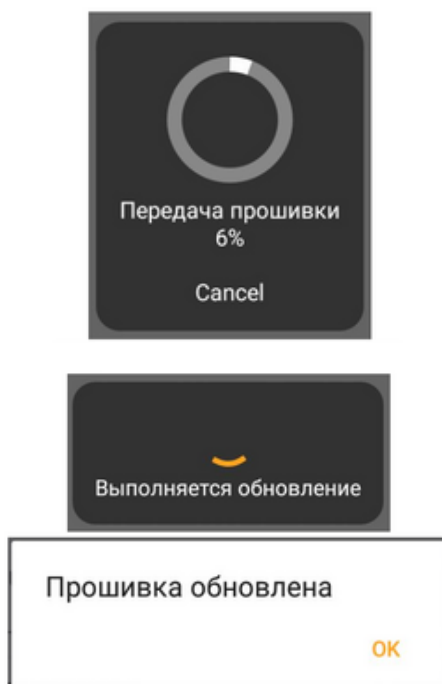 Передача прошивки
6%
Cancel
Выполняется обновление
Прошивка обновлена
OK